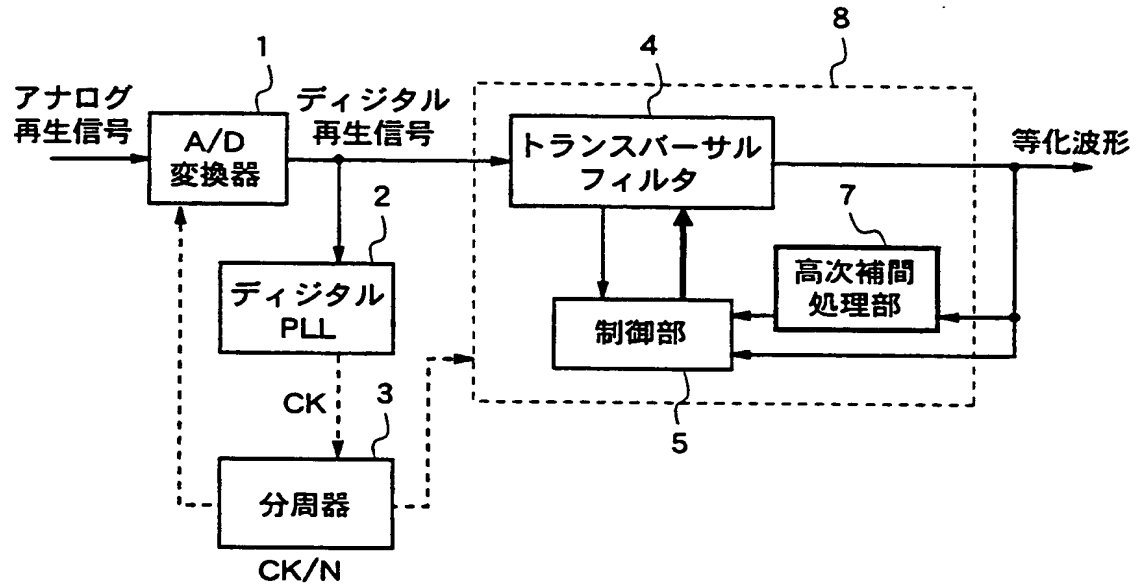 8
1
4
アナログ
再生信号
A/D
変換器
ディジタル
再生信号
トランスバーサル
フィルタ
等化波形
2
7
ディジタル
PLL
高次補間
処理部
制御部
CK
3
5
分周器
CK/N